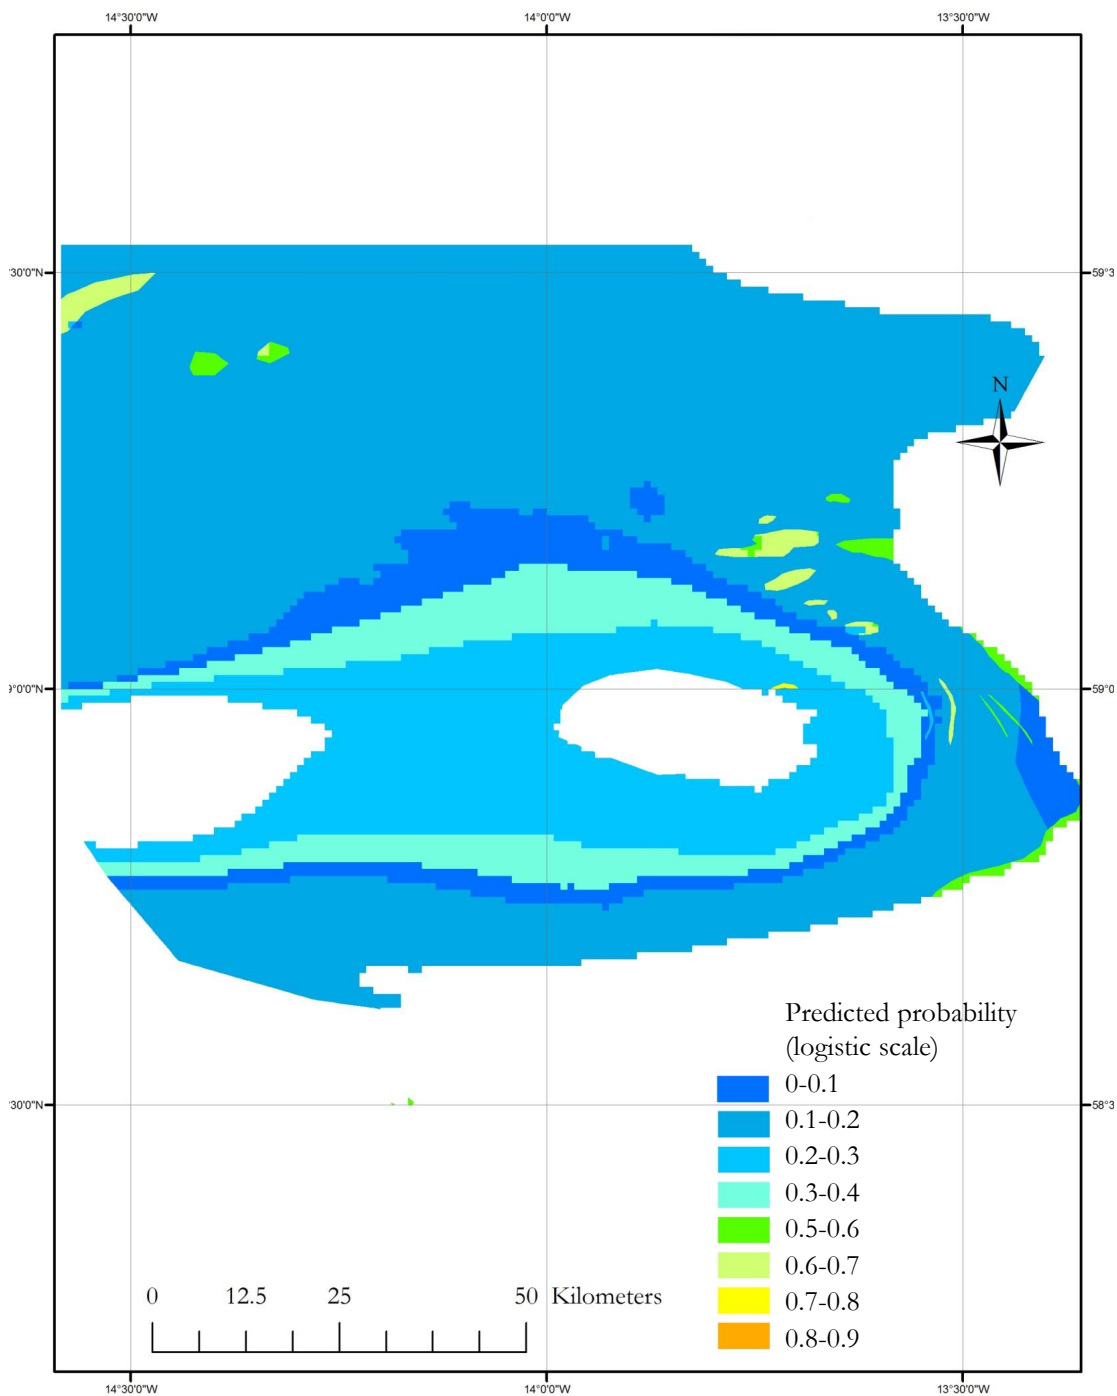 14°30'0"W 14°0'0"W 13°30'0"W
:30'0"N 59°3
N
9°0'0"N 59°0
Predicted probability
(logistic scale)
0-0.1
:30'0"N 58°3
0.1-0.2
0.2-0.3
0.3-0.4
0.5-0.6
0.6-0.7
0.7-0.8
0.8-0.9
0 12.5 25 50 Kilometers
14°30'0"W 14°0'0"W 13°30'0"W